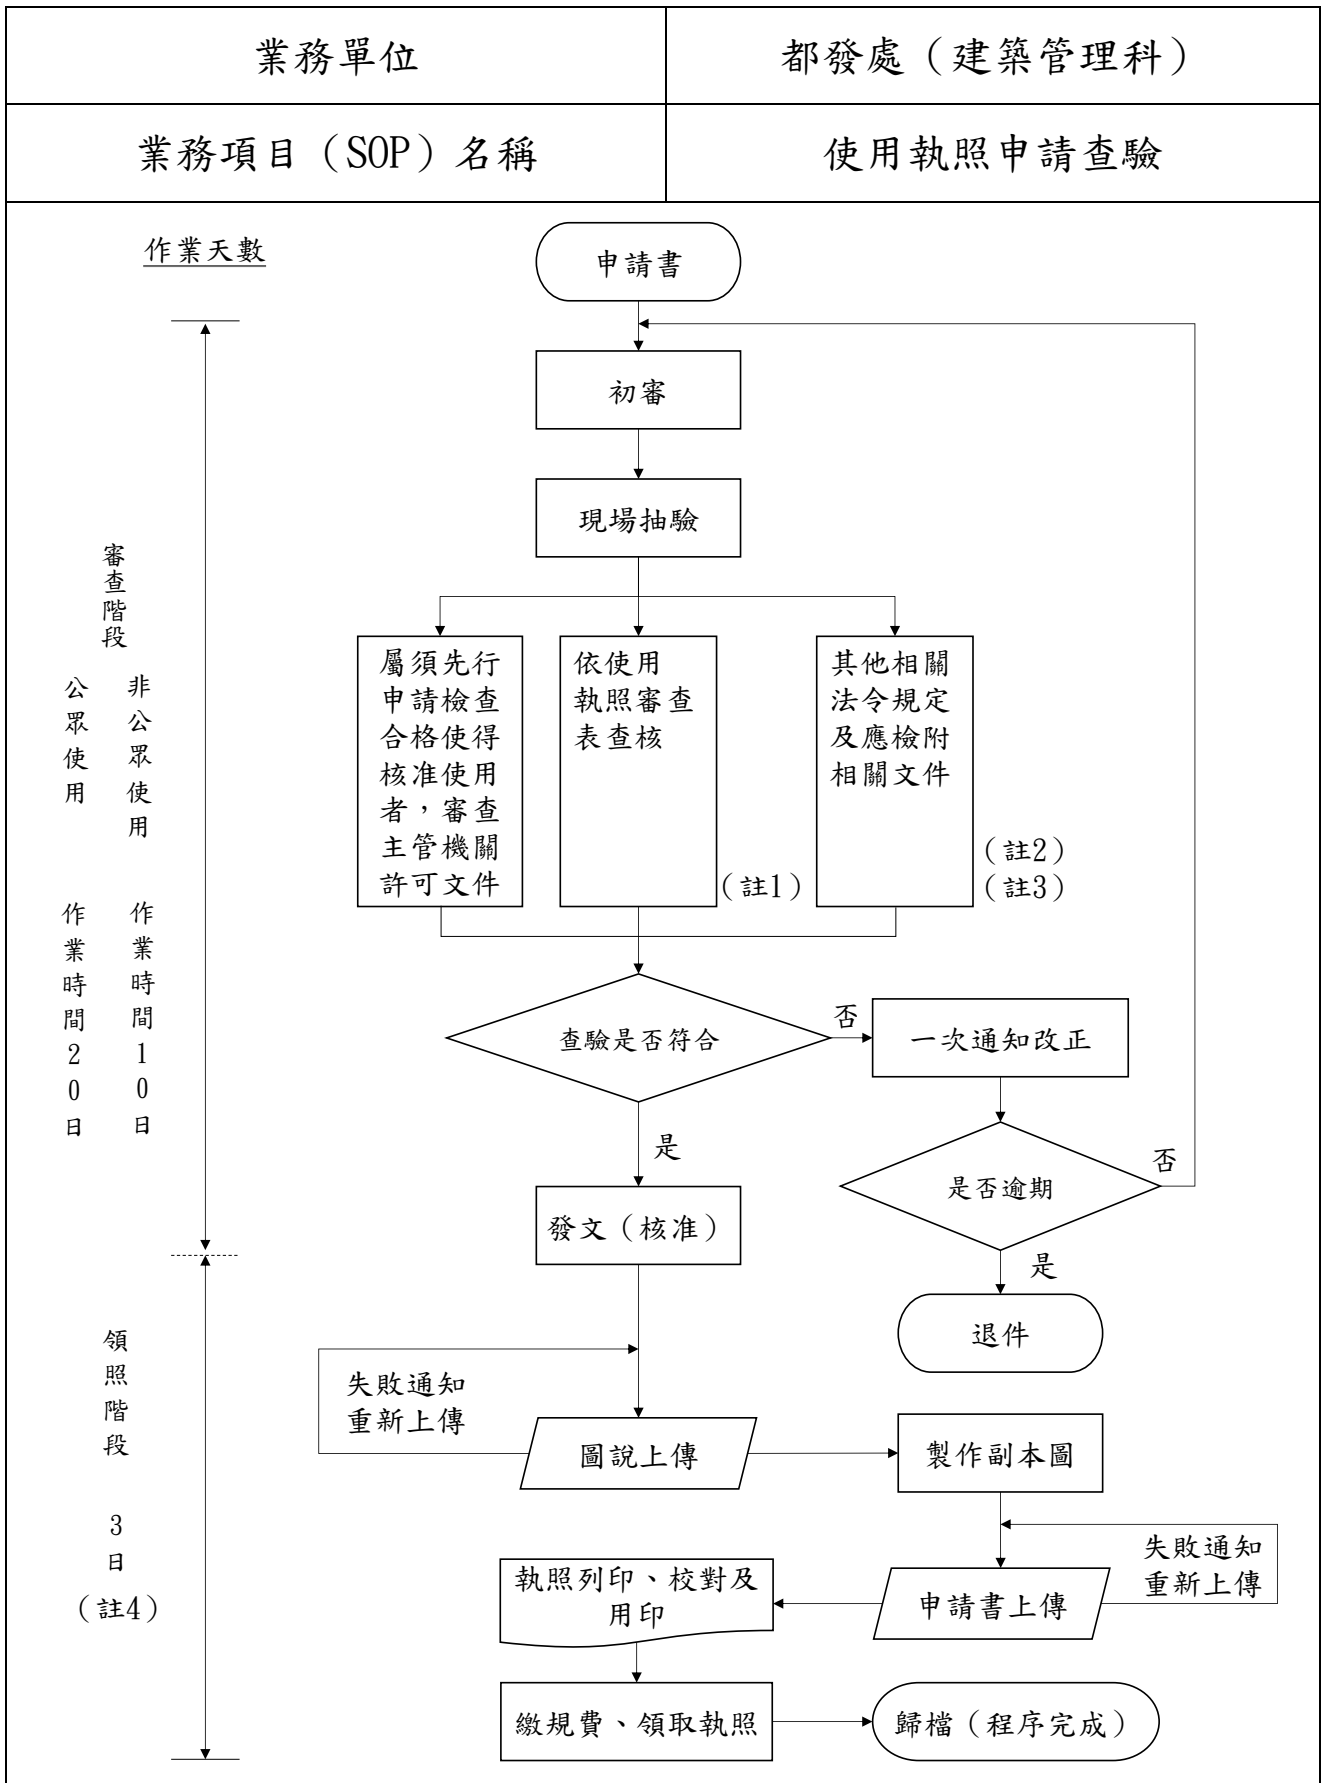 業務單位
都發處（建築管理科）
業務項目（SOP）名稱
使用執照申請查驗
作業天數
申請書
初審
現場抽驗
審查階段
公眾使用
作業時間20日
非公眾使用
作業時間10日
屬須先行
申請檢查
合格使得
核准使用
者，審查
主管機關
許可文件
依使用
執照審查
表查核
（註1）
其他相關
法令規定
及應檢附
相關文件
（註2）
（註3）
查驗是否符合
否
一次通知改正
是
是否逾期
否
發文（核准）
是
退件
領照階段
3日
（註4）
失敗通知
重新上傳
圖說上傳
製作副本圖
失敗通知
重新上傳
申請書上傳
執照列印、校對及
用印
繳規費、領取執照
歸檔（程序完成）